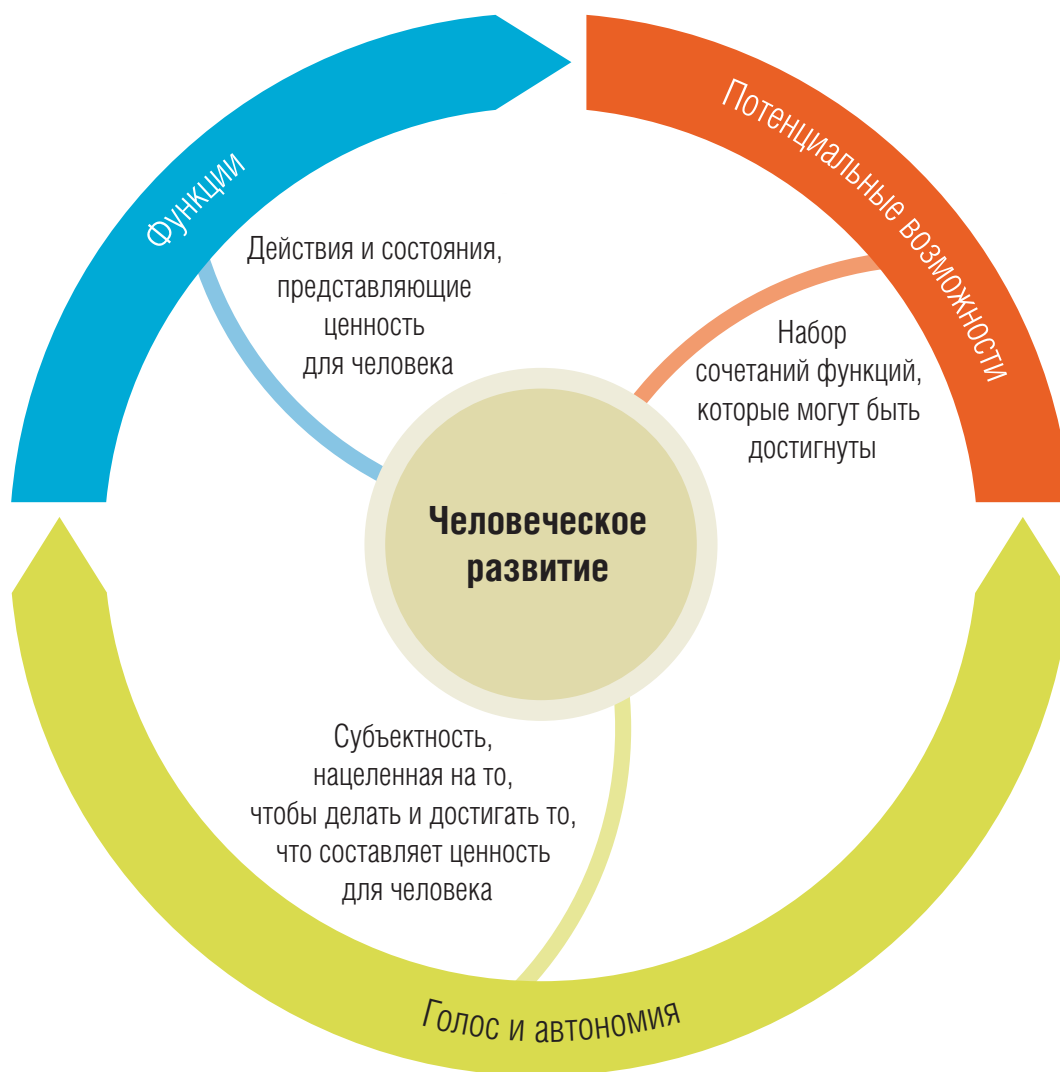 Функции
Потенциальные возможности
Действия и состояния,
представляющие
ценность
для человека
Набор
сочетаний функций,
которые могут быть
достигнуты
Человеческое
развитие
Субъектность,
нацеленная на то,
чтобы делать и достигать то,
что составляет ценность
для человека
Голос и автономия